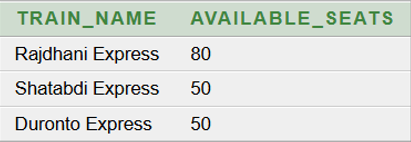 TRAIN_NAME AVAILABLE_SEATS
Rajdhani Express 80
Shatabdi Express 50
Duronto Express 50